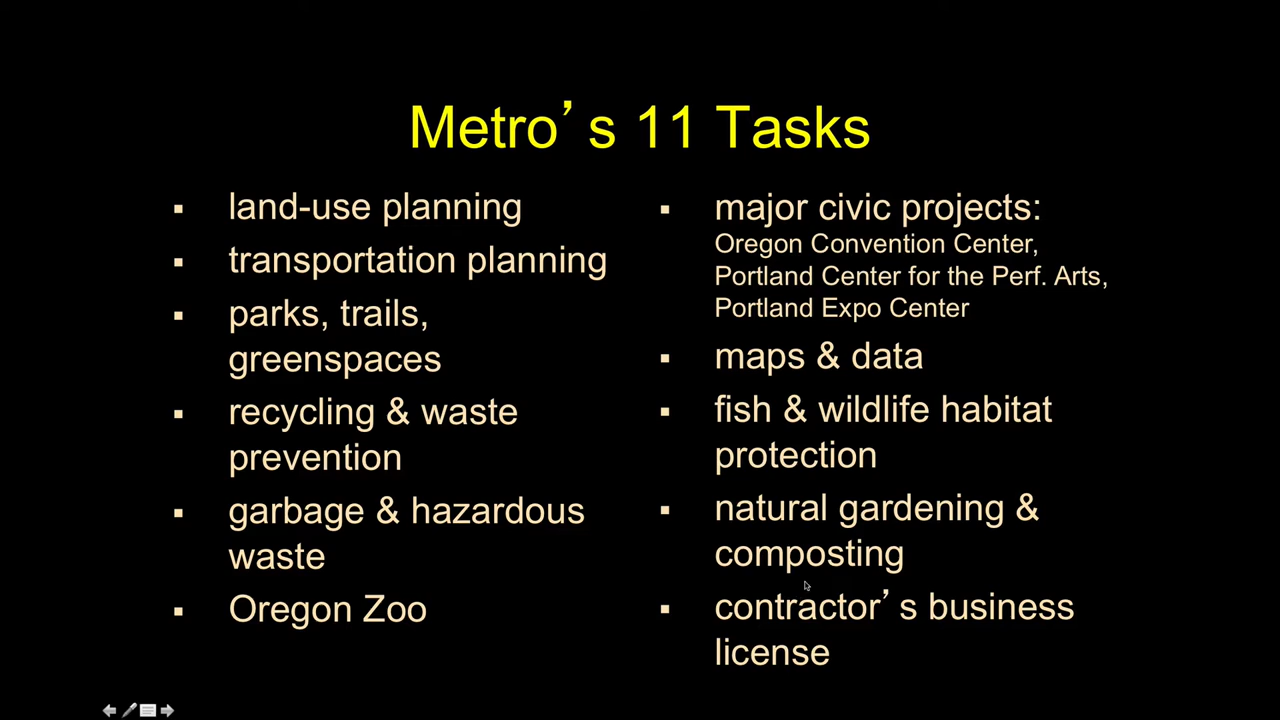 Metro’s 11 Tasks
▪ land-use planning
▪ transportation planning
▪ parks, trails,
greenspaces
▪ recycling & waste
prevention
▪ garbage & hazardous
waste
▪ Oregon Zoo
▪ major civic projects:
Oregon Convention Center,
Portland Center for the Perf. Arts,
Portland Expo Center
▪ maps & data
▪ fish & wildlife habitat
protection
▪ natural gardening &
composting
▪ contractor’s business
license